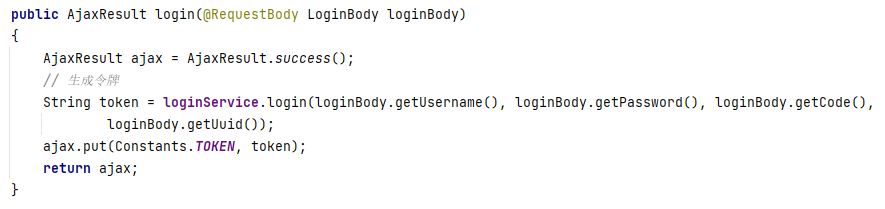 public AjaxResult login(@RequestBody LoginBody loginBody)
{
    AjaxResult ajax = AjaxResult.success();
    // 生成令牌
    String token = loginService.login(loginBody.getUsername(), loginBody.getPassword(), loginBody.getCode(),
            loginBody.getUuid());
    ajax.put(Constants.TOKEN, token);
    return ajax;
}